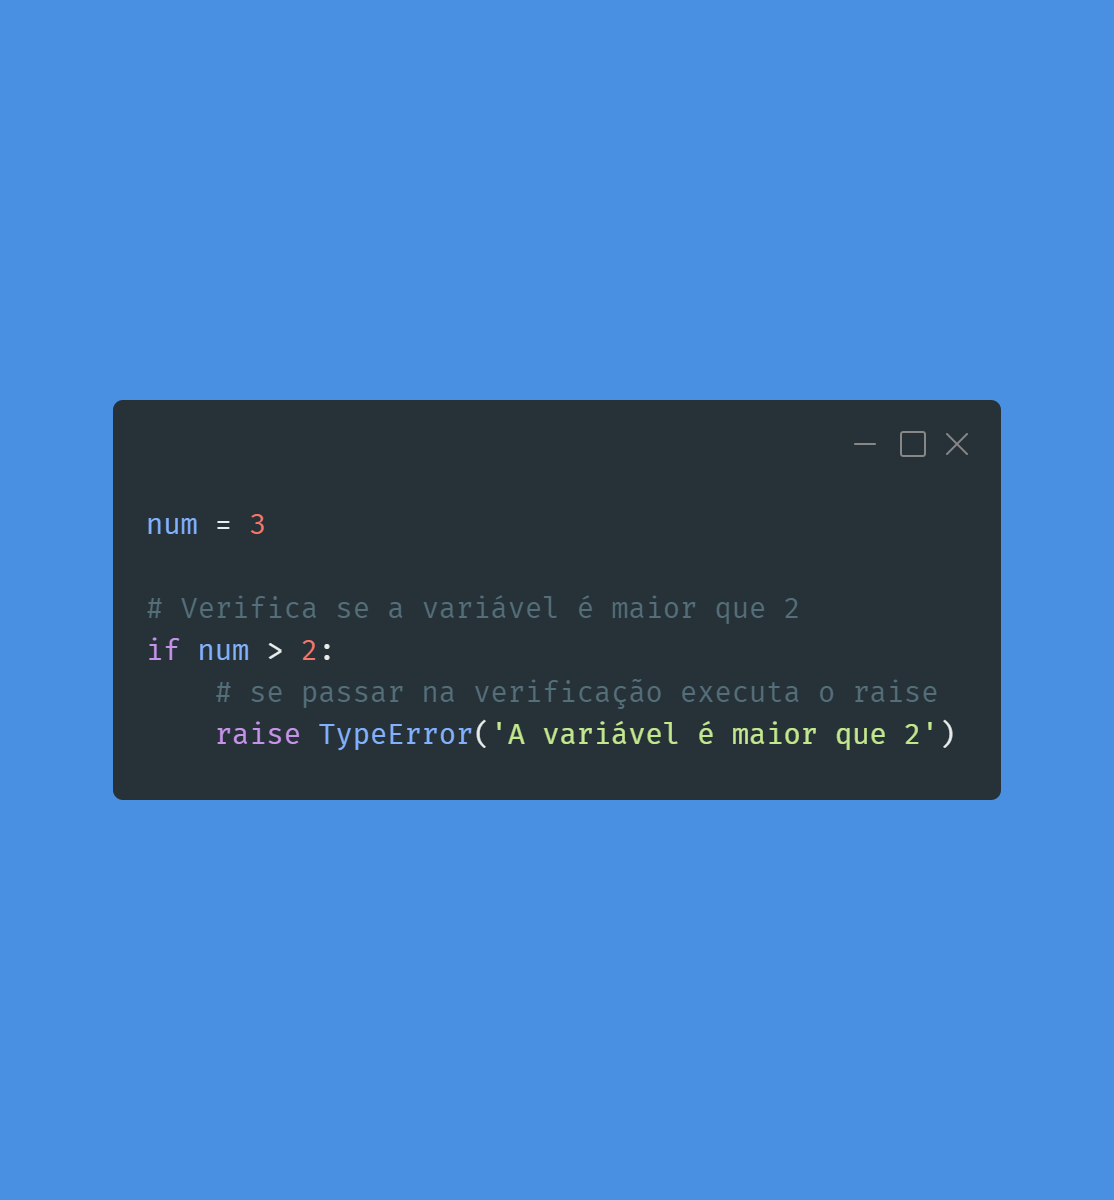 num = 3
# Verifica se a variável é maior que 2
if num > 2:
    # se passar na verificação executa o raise
    raise TypeError('A variável é maior que 2')